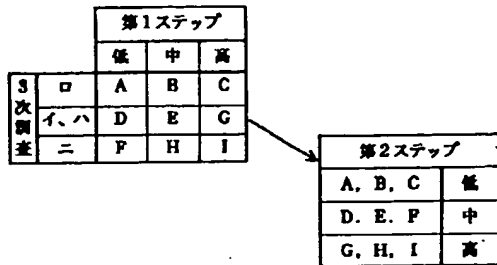 第1ステップ
低 中 高
3次調査
ロ A B C
イ、ハ D E G
ニ F H I
第2ステップ
A, B, C 低
D. E. F 中
G, H, I 高